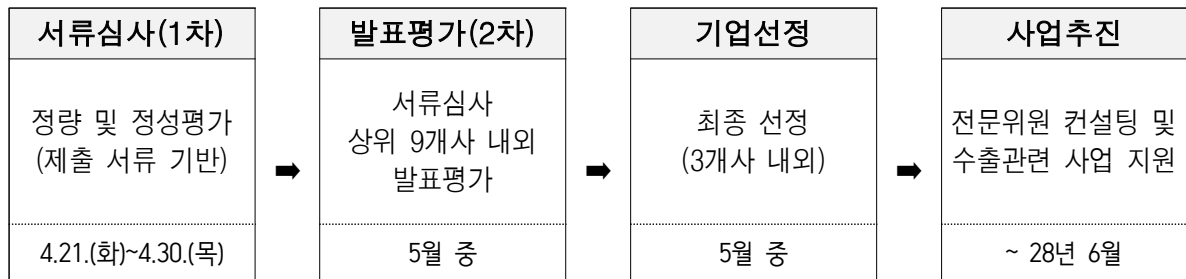 서류심사(1차)
정량 및 정성평가
(제출 서류 기반)
4.21.(화)~4.30.(목)
➡
발표평가(2차)
서류심사
상위 9개사 내외
발표평가
5월 중
➡
기업선정
최종 선정
(3개사 내외)
5월 중
➡
사업추진
전문위원 컨설팅 및
수출관련 사업 지원
~ 28년 6월